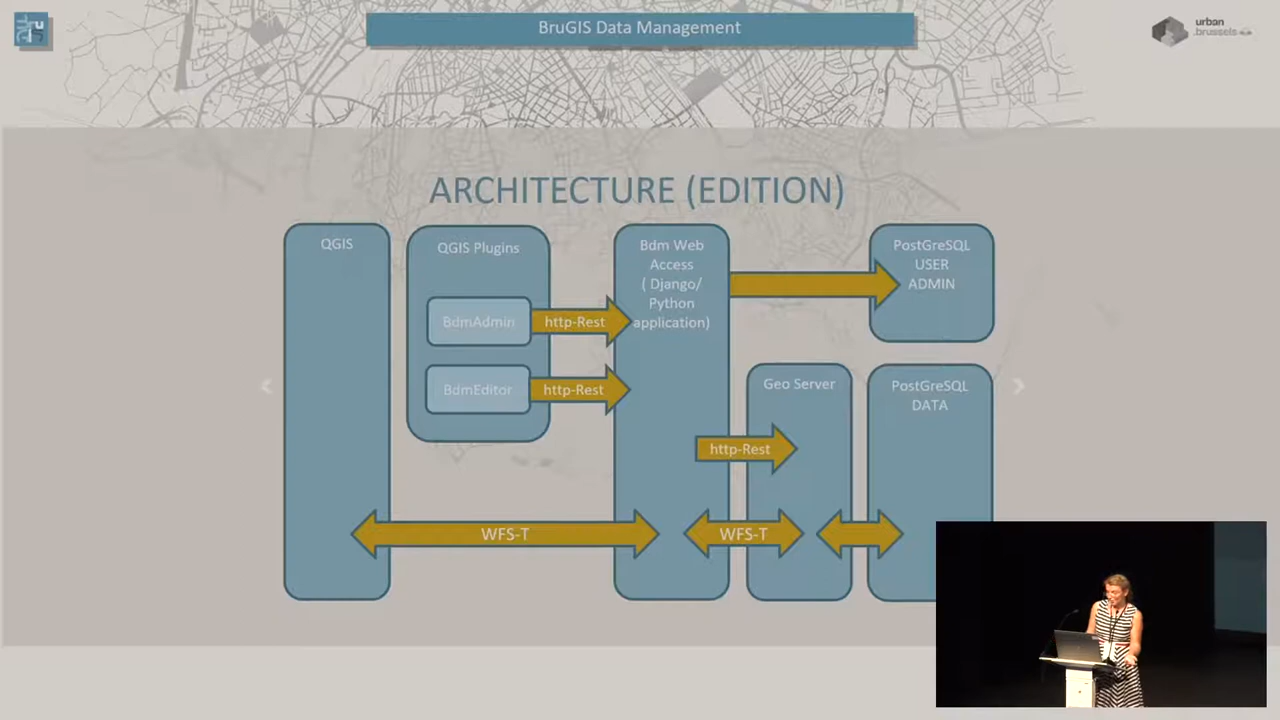 BruGIS Data Management
urban
.brussels
ARCHITECTURE (EDITION)
QGIS
QGIS Plugins
BdmAdmin
http-Rest
BdmEditor
http-Rest
Bdm Web
Access
( Django/
Python
application)
PostGreSQL
USER
ADMIN
Geo Server
PostGreSQL
DATA
http-Rest
WFS-T
WFS-T